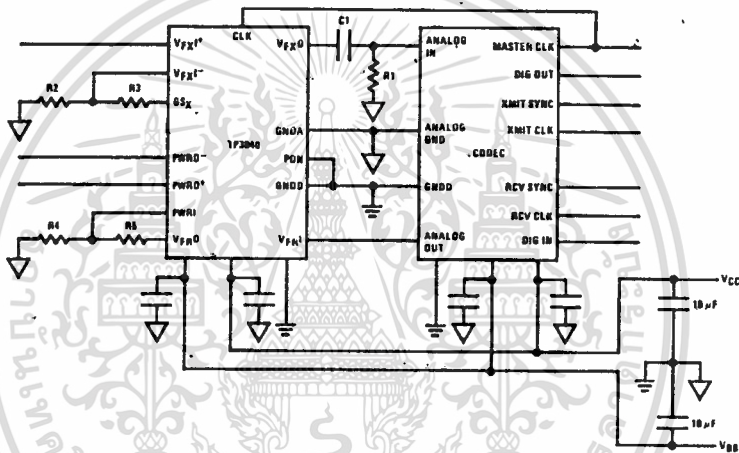 CLK
C1
VFXI+
VFXO
ANALOG IN
MASTER CLK
VFXI-
DIG OUT
R2
R3
GSX
R1
XMIT SYNC
GNDA
ANALOG GND
XMIT CLK
TP3040
CODEC
PWRO-
PDN
PWRO+
GNDD
GNDD
RCV SYNC
PWRI
RCV CLK
R4
R5
VFRO
VFRI
ANALOG OUT
DIG IN
VCC
10 µF
10 µF
VBB